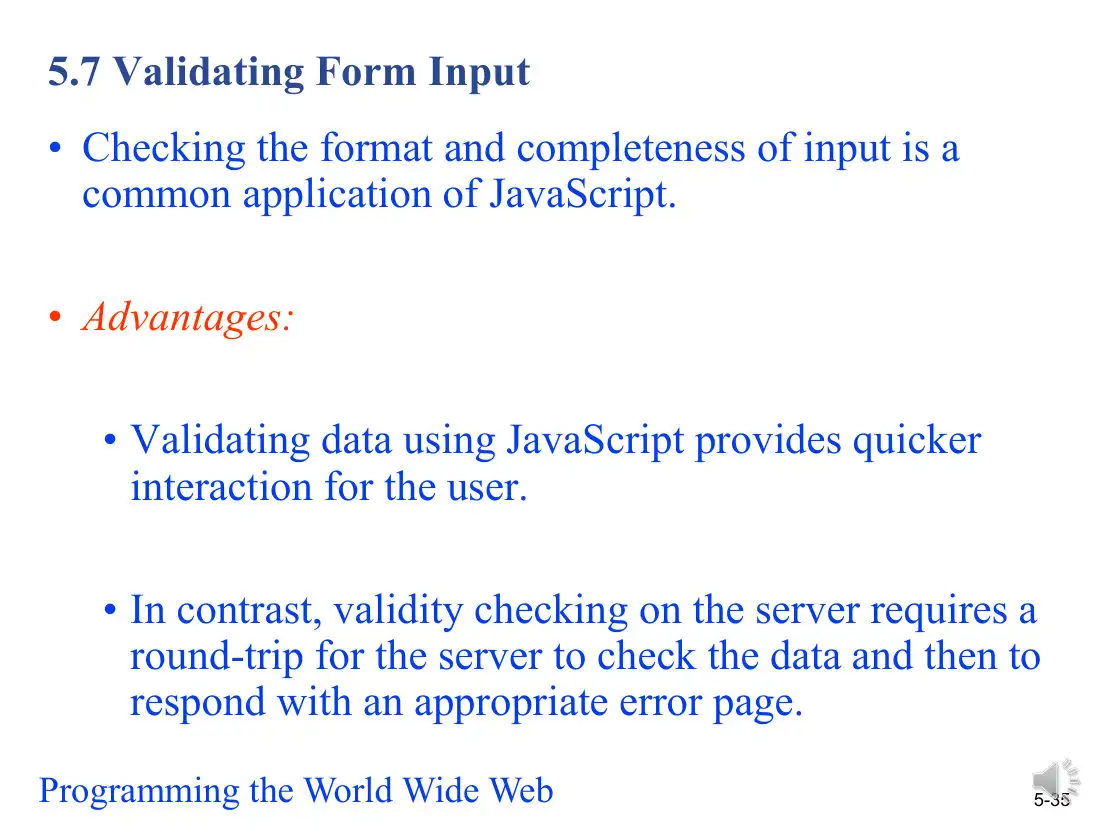 5.7 Validating Form Input
• Checking the format and completeness of input is a
common application of JavaScript.
• Advantages:
• Validating data using JavaScript provides quicker
interaction for the user.
• In contrast, validity checking on the server requires a
round-trip for the server to check the data and then to
respond with an appropriate error page.
Programming the World Wide Web
5-35